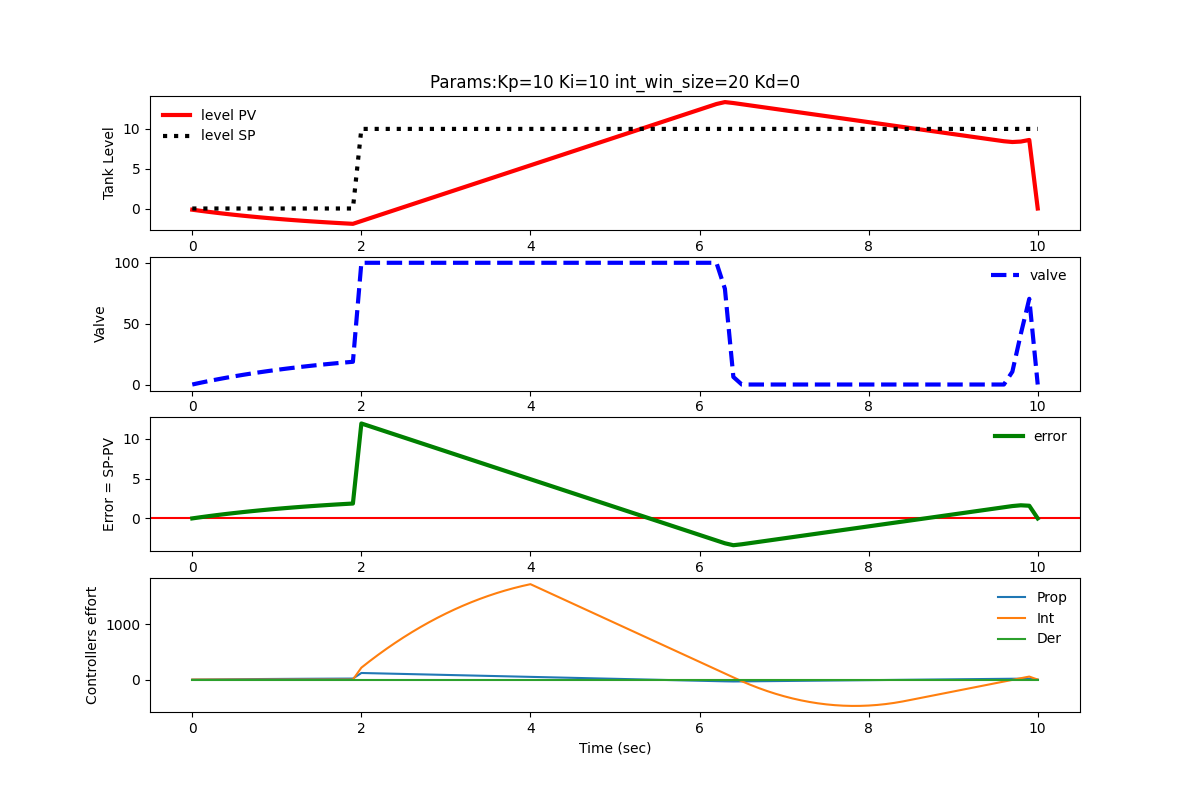 Params:Kp=10 Ki=10 int_win_size=20 Kd=0
Tank Level
10
5
0
level PV
level SP
0 2 4 6 8 10
Valve
100
50
0
valve
0 2 4 6 8 10
Error = SP-PV
10
5
0
error
0 2 4 6 8 10
Controllers effort
1000
0
Prop
Int
Der
0 2 4 6 8 10
Time (sec)